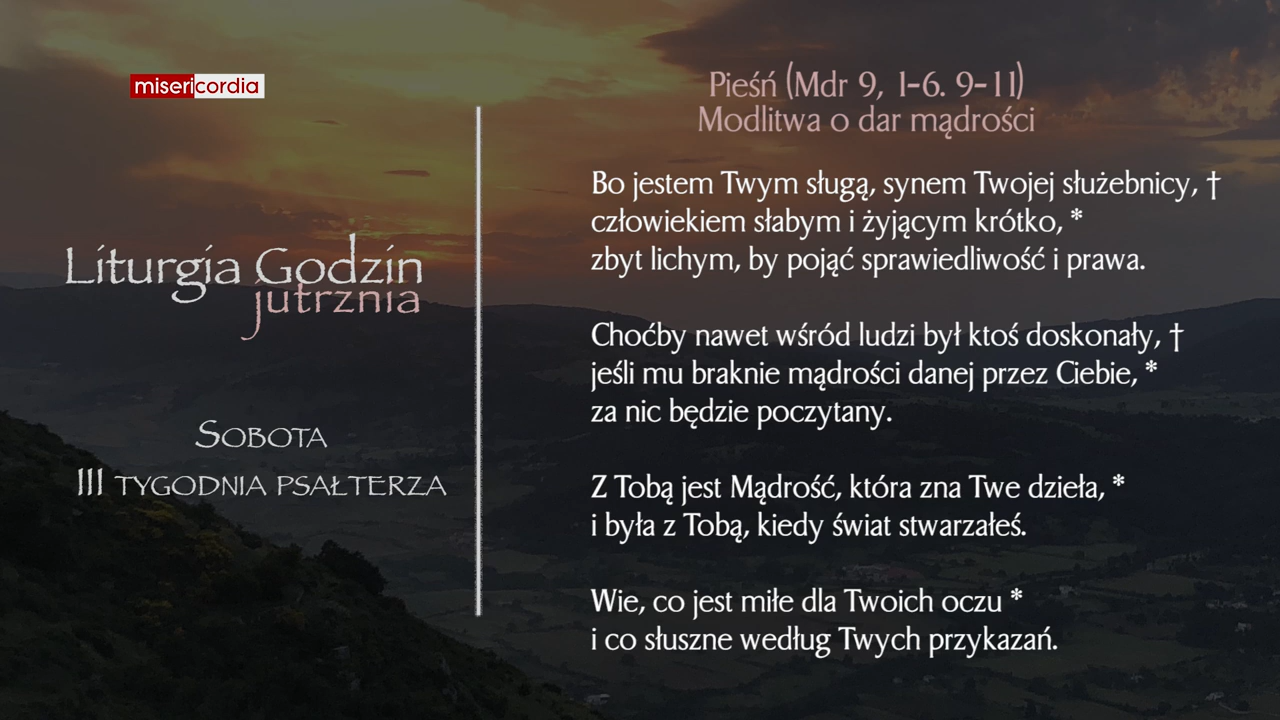 misericordia
Liturgia Godzin
jutrznia
Sobota
III tygodnia psałterza
Pieśń (Mdr 9, 1-6. 9-11)
Modlitwa o dar mądrości
Bo jestem Twym sługą, synem Twojej służebnicy, †
człowiekiem słabym i żyjącym krótko, *
zbyt lichym, by pojąć sprawiedliwość i prawa.
Choćby nawet wśród ludzi był ktoś doskonały, †
jeśli mu braknie mądrości danej przez Ciebie, *
za nic będzie poczytany.
Z Tobą jest Mądrość, która zna Twe dzieła, *
i była z Tobą, kiedy świat stwarzałeś.
Wie, co jest miłe dla Twoich oczu *
i co słuszne według Twych przykazań.